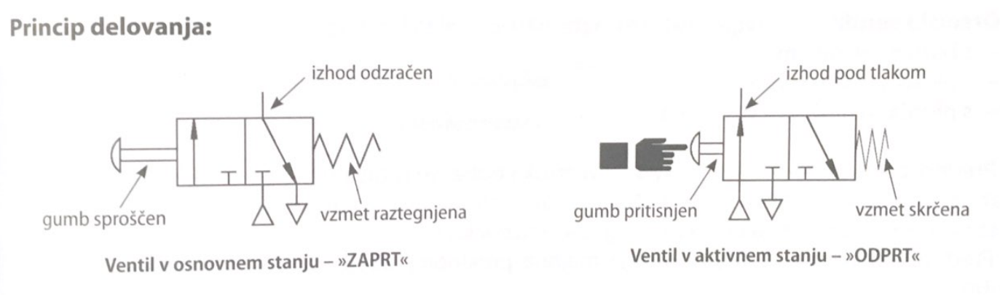 Princip delovanja:
izhod odzračen
izhod pod tlakom
gumb sproščen
vzmet raztegnjena
gumb pritisnjen
vzmet skrčena
Ventil v osnovnem stanju – »ZAPRT«
Ventil v aktivnem stanju – »ODPRT«